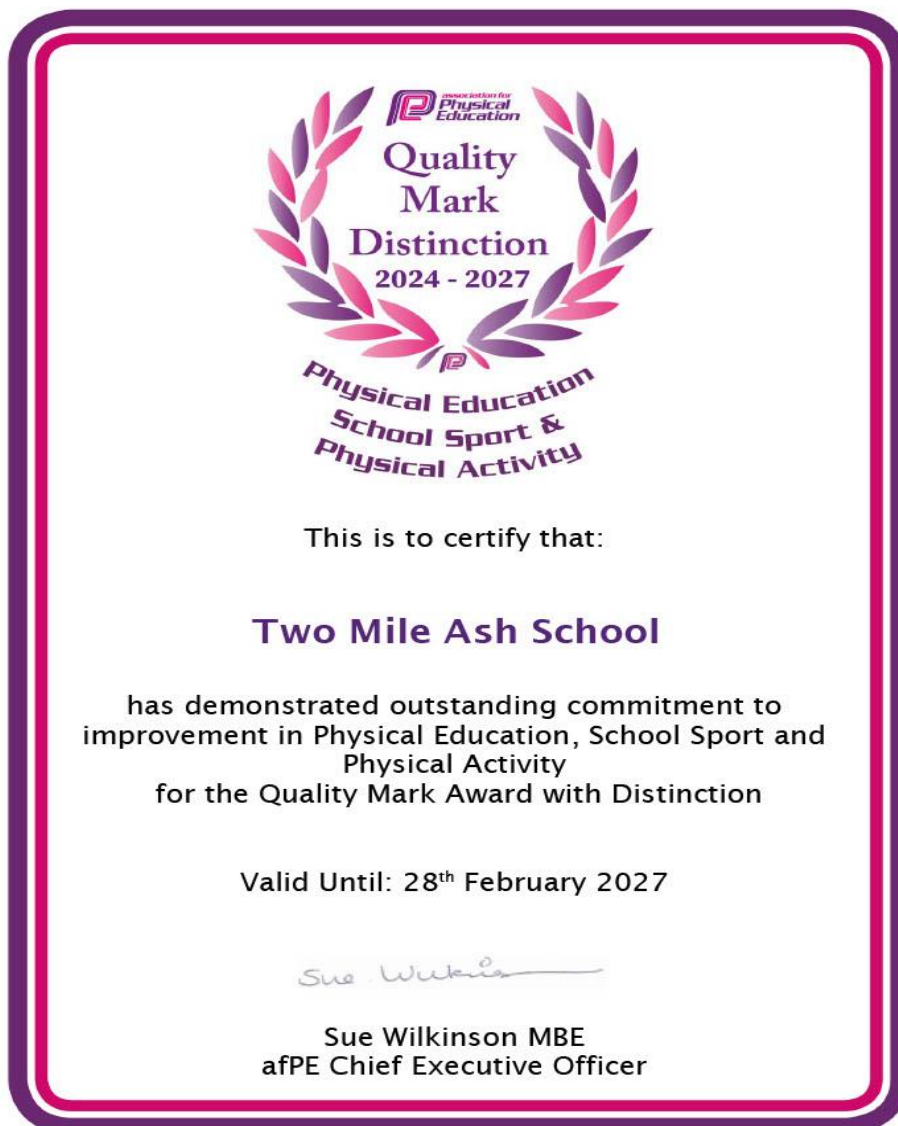 association for
Physical
Education
Quality
Mark
Distinction
2024 - 2027
Physical Education
School Sport &
Physical Activity
This is to certify that:
Two Mile Ash School
has demonstrated outstanding commitment to
improvement in Physical Education, School Sport and
Physical Activity
for the Quality Mark Award with Distinction
Valid Until: 28th February 2027
Sue Wilkinson
Sue Wilkinson MBE
afPE Chief Executive Officer